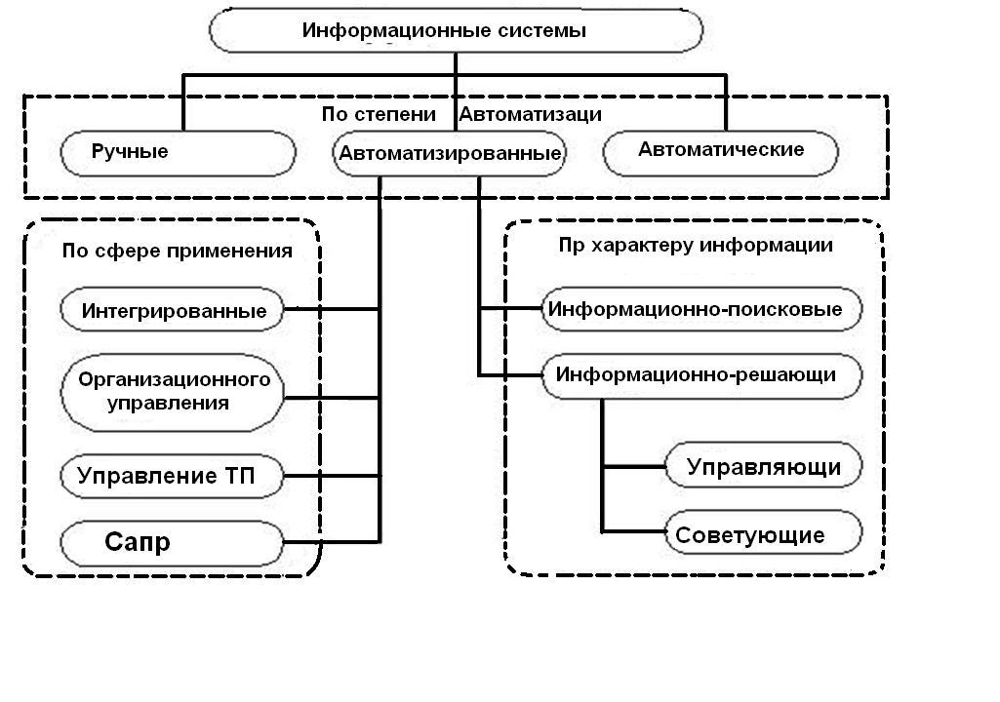 Информационные системы
По степени Автоматизаци
Ручные
Автоматизированные
Автоматические
По сфере применения
Интегрированные
Организационного
управления
Управление ТП
Сапр
Пр характеру информации
Информационно-поисковые
Информационно-решающи
Управляющи
Советующие